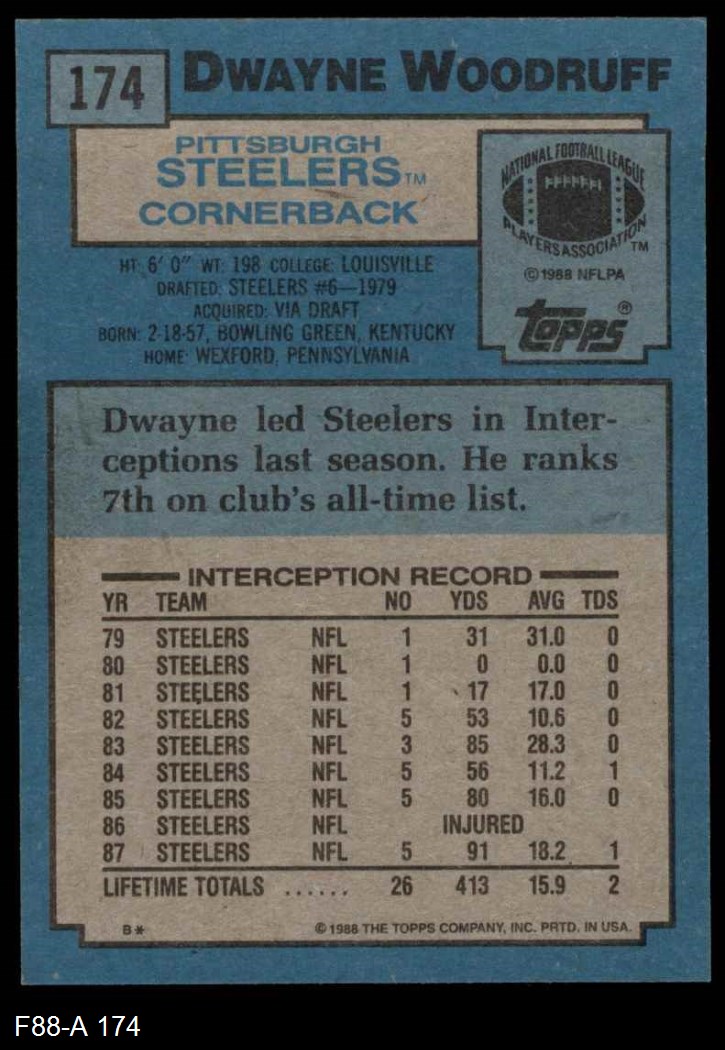 174 DWAYNE WOODRUFF
PITTSBURGH
STEELERS™
CORNERBACK
NATIONAL FOOTBALL LEAGUE
PLAYERS ASSOCIATION™
©1988 NFLPA
TOPPS®
HT: 6' 0" WT: 198 COLLEGE: LOUISVILLE
DRAFTED: STEELERS #6—1979
ACQUIRED: VIA DRAFT
BORN: 2-18-57, BOWLING GREEN, KENTUCKY
HOME: WEXFORD, PENNSYLVANIA
Dwayne led Steelers in Inter-
ceptions last season. He ranks
7th on club's all-time list.
INTERCEPTION RECORD
YR TEAM NO YDS AVG TDS
79 STEELERS NFL 1 31 31.0 0
80 STEELERS NFL 1 0 0.0 0
81 STEELERS NFL 1 17 17.0 0
82 STEELERS NFL 5 53 10.6 0
83 STEELERS NFL 3 85 28.3 0
84 STEELERS NFL 5 56 11.2 1
85 STEELERS NFL 5 80 16.0 0
86 STEELERS NFL INJURED
87 STEELERS NFL 5 91 18.2 1
LIFETIME TOTALS ...... 26 413 15.9 2
B* ©1988 THE TOPPS COMPANY, INC. PRTD. IN USA.
F88-A 174